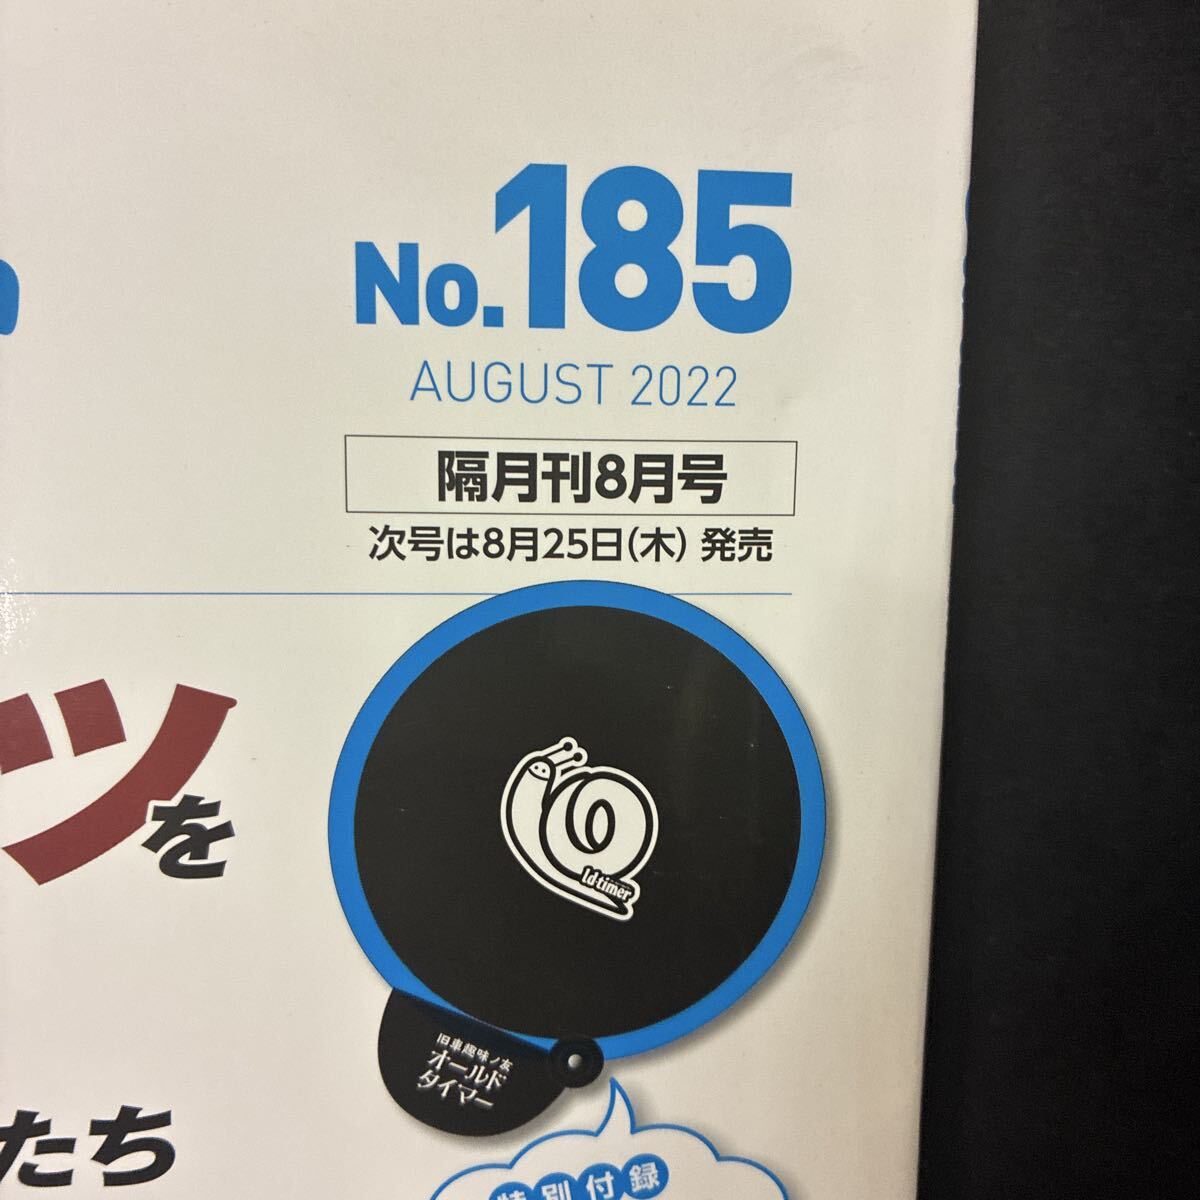 No.185
AUGUST 2022
隔月刊8月号
次号は8月25日(木)発売
ツを
ld-timer
旧車趣味ノ友
オールド
タイマー
たち
特別付録